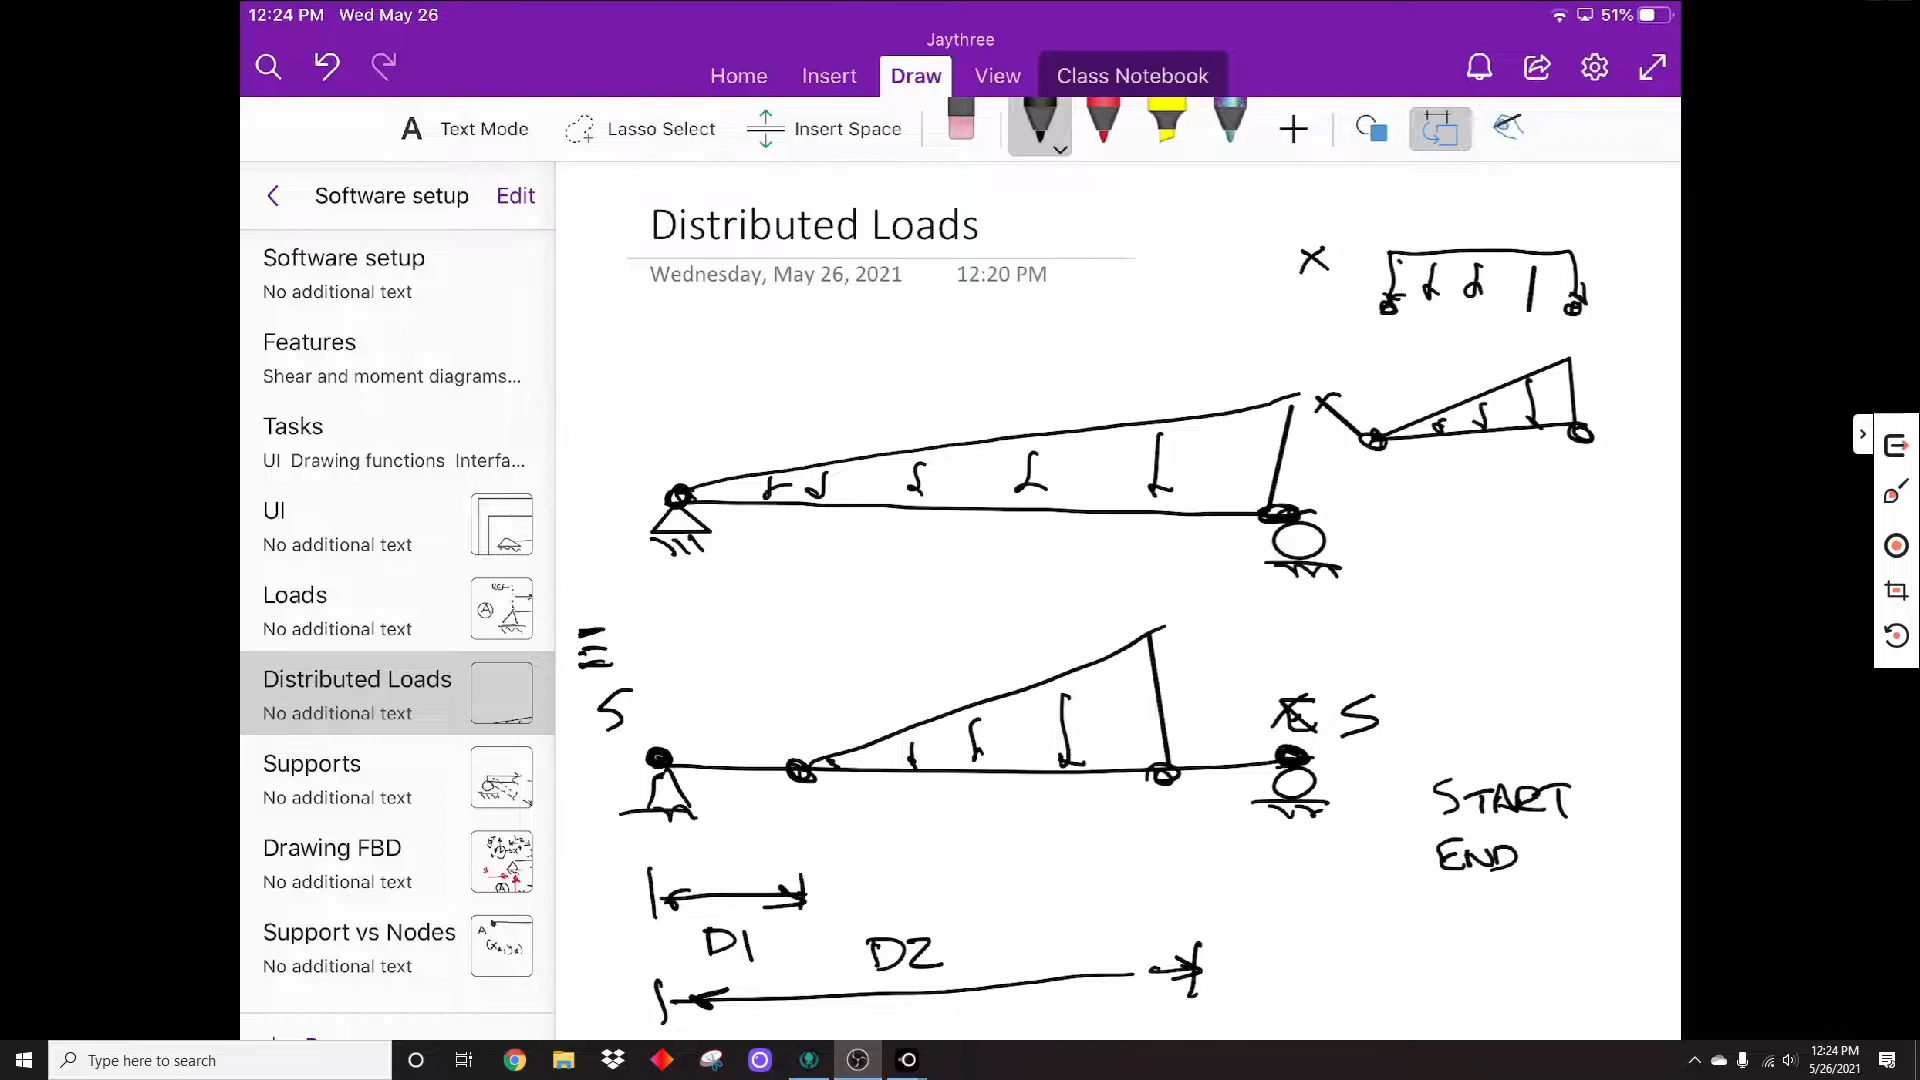 12:24 PM Wed May 26
51%
Jaythree
Home Insert Draw View Class Notebook
Text Mode Lasso Select Insert Space
Software setup Edit
Software setup
No additional text
Features
Shear and moment diagrams...
Tasks
UI Drawing functions Interfa...
UI
No additional text
Loads
No additional text
Distributed Loads
No additional text
Supports
No additional text
Drawing FBD
No additional text
Support vs Nodes
No additional text
Distributed Loads
Wednesday, May 26, 2021 12:20 PM
X
S
S
START
END
D1
D2
Type here to search
12:24 PM
5/26/2021